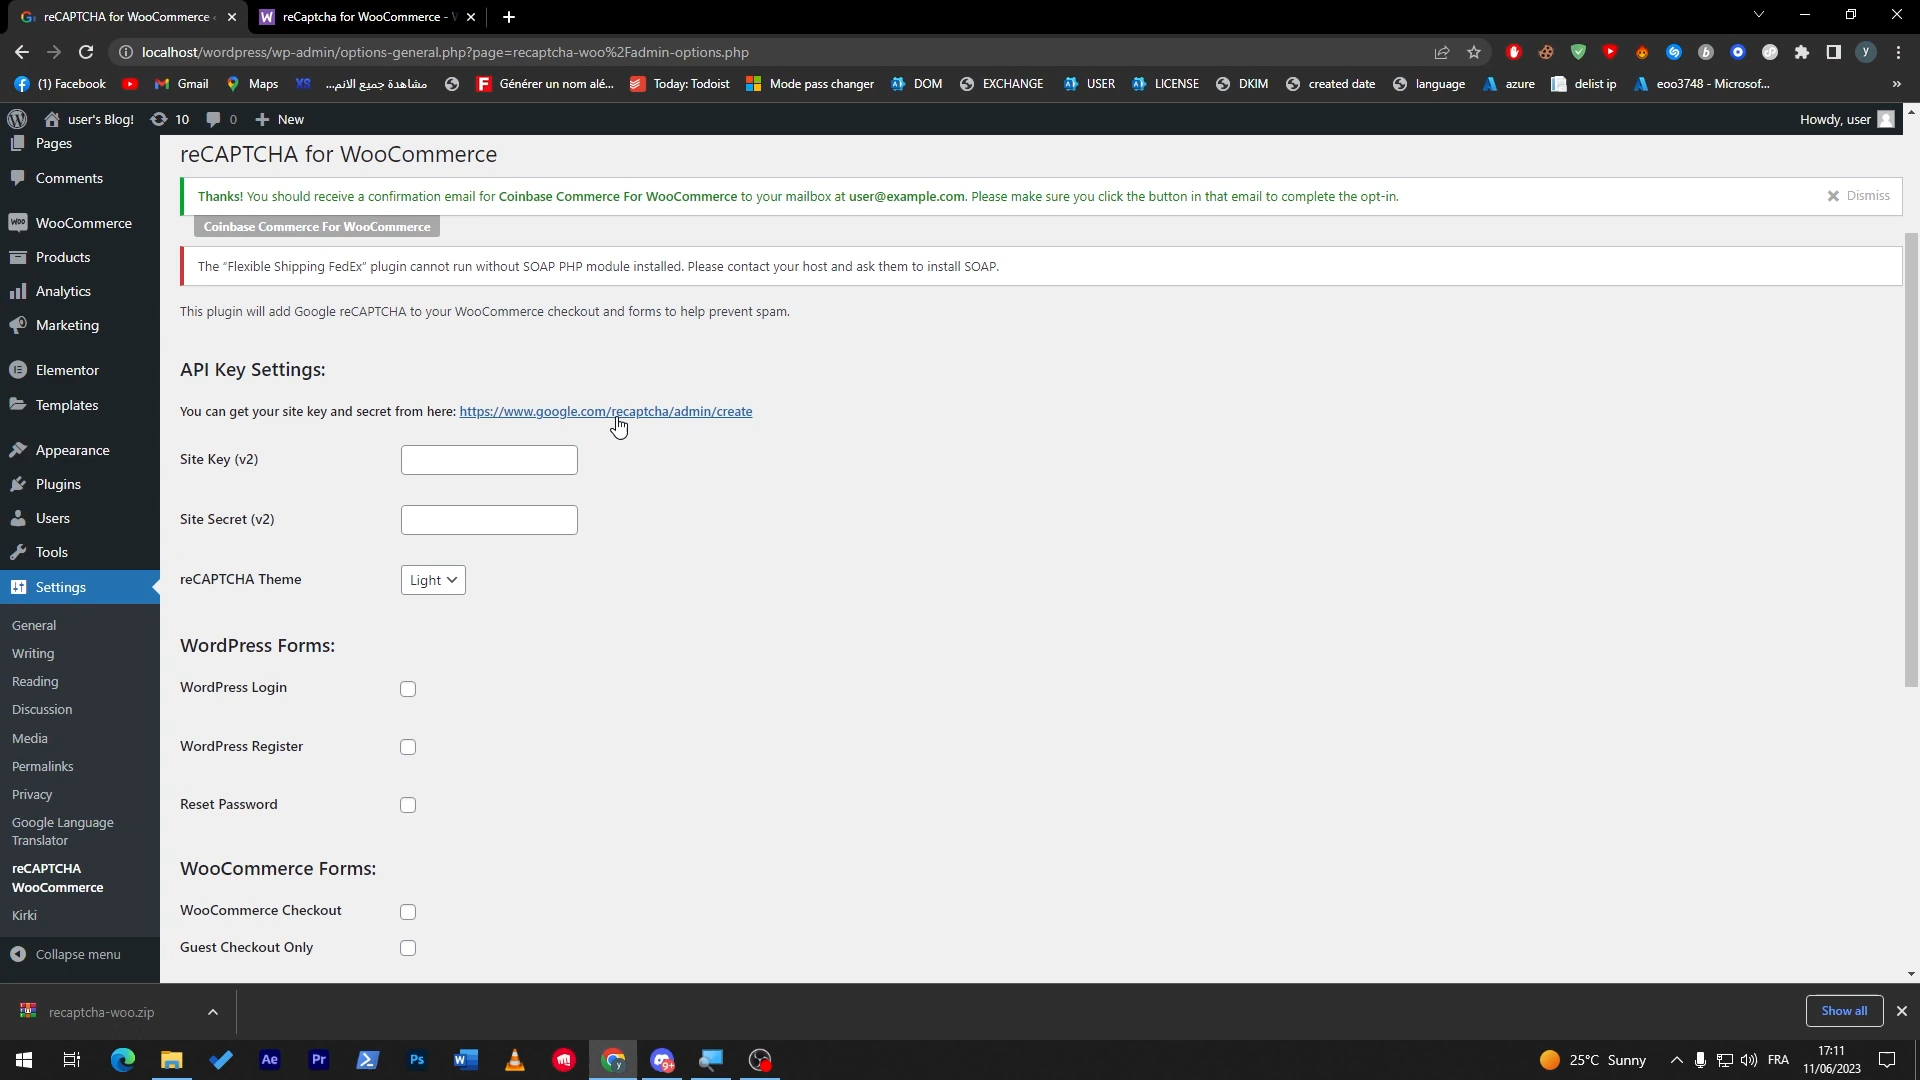 reCAPTCHA for WooCommerce
reCaptcha for WooCommerce -
localhost/wordpress/wp-admin/options-general.php?page=recaptcha-woo%2Fadmin-options.php
(1) Facebook
Gmail
Maps
مشاهدة جميع الانم...
Générer un nom alé...
Today: Todoist
Mode pass changer
DOM
EXCHANGE
USER
LICENSE
DKIM
created date
language
azure
delist ip
eoo3748 - Microsof...
user's Blog!
10
0
New
Howdy, user
Pages
Comments
WooCommerce
Products
Analytics
Marketing
Elementor
Templates
Appearance
Plugins
Users
Tools
Settings
General
Writing
Reading
Discussion
Media
Permalinks
Privacy
Google Language
Translator
reCAPTCHA
WooCommerce
Kirki
Collapse menu
reCAPTCHA for WooCommerce
Thanks! You should receive a confirmation email for Coinbase Commerce For WooCommerce to your mailbox at user@example.com. Please make sure you click the button in that email to complete the opt-in.
Dismiss
Coinbase Commerce For WooCommerce
The "Flexible Shipping FedEx" plugin cannot run without SOAP PHP module installed. Please contact your host and ask them to install SOAP.
This plugin will add Google reCAPTCHA to your WooCommerce checkout and forms to help prevent spam.
API Key Settings:
You can get your site key and secret from here: https://www.google.com/recaptcha/admin/create
Site Key (v2)
Site Secret (v2)
reCAPTCHA Theme
Light
WordPress Forms:
WordPress Login
WordPress Register
Reset Password
WooCommerce Forms:
WooCommerce Checkout
Guest Checkout Only
recaptcha-woo.zip
Show all
Ae
Pr
Ps
25°C Sunny
FRA
17:11
11/06/2023